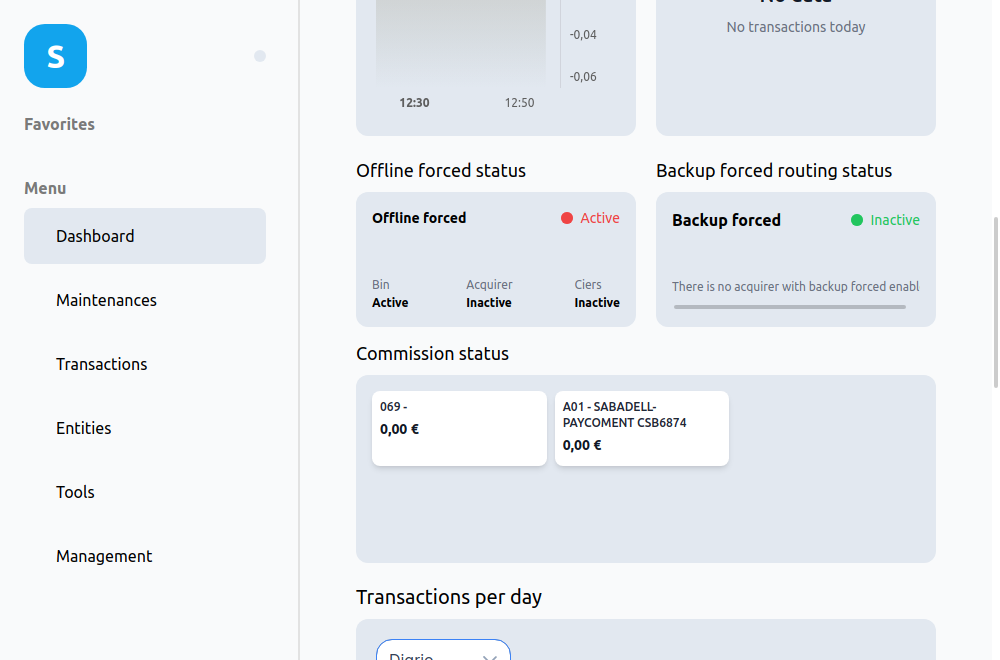 S
Favorites
Menu
Dashboard
Maintenances
Transactions
Entities
Tools
Management
-0,04
-0,06
12:30
12:50
No data
No transactions today
Offline forced status
Offline forced
Active
Bin
Active
Acquirer
Inactive
Ciers
Inactive
Backup forced routing status
Backup forced
Inactive
There is no acquirer with backup forced enabl
Commission status
069 -
0,00 €
A01 - SABADELL-
PAYCOMENT CSB6874
0,00 €
Transactions per day
Diario